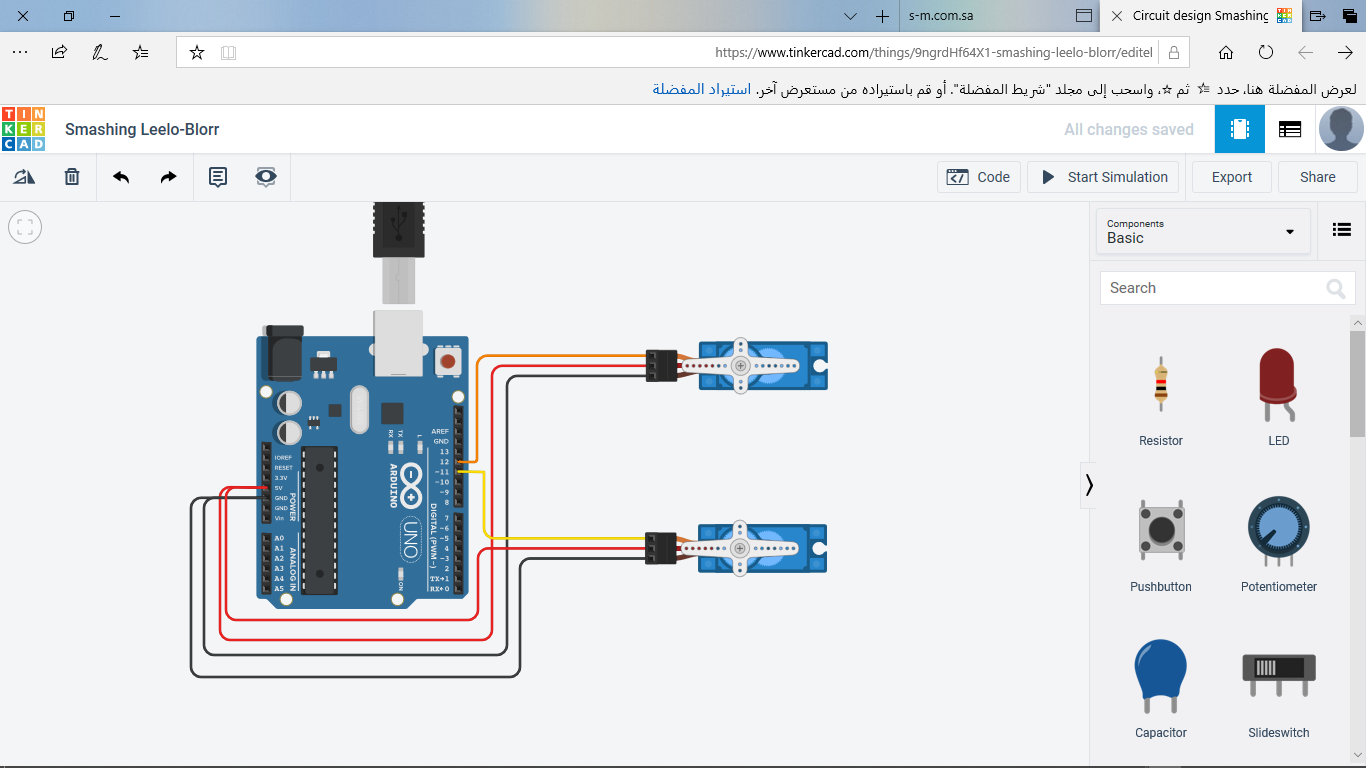 s-m.com.sa
Circuit design Smashing
https://www.tinkercad.com/things/9ngrdHf64X1-smashing-leelo-blorr/editel
لعرض المفضلة هنا، حدد ☆ ثم ☆، واسحب إلى مجلد "شريط المفضلة". أو قم باستيراده من مستعرض آخر. استيراد المفضلة
TIN
KER
CAD
Smashing Leelo-Blorr
All changes saved
Code
Start Simulation
Export
Share
Components
Basic
Search
Resistor
LED
Pushbutton
Potentiometer
Capacitor
Slideswitch
IOREF
RESET
3.3V
5V
GND
GND
Vin
POWER
A0
A1
A2
A3
A4
A5
ANALOG IN
RX
TX
L
ARDUINO
UNO
ON
AREF
GND
13
12
~11
~10
~9
8
7
~6
~5
4
~3
2
TX→1
RX←0
DIGITAL (PWM~)